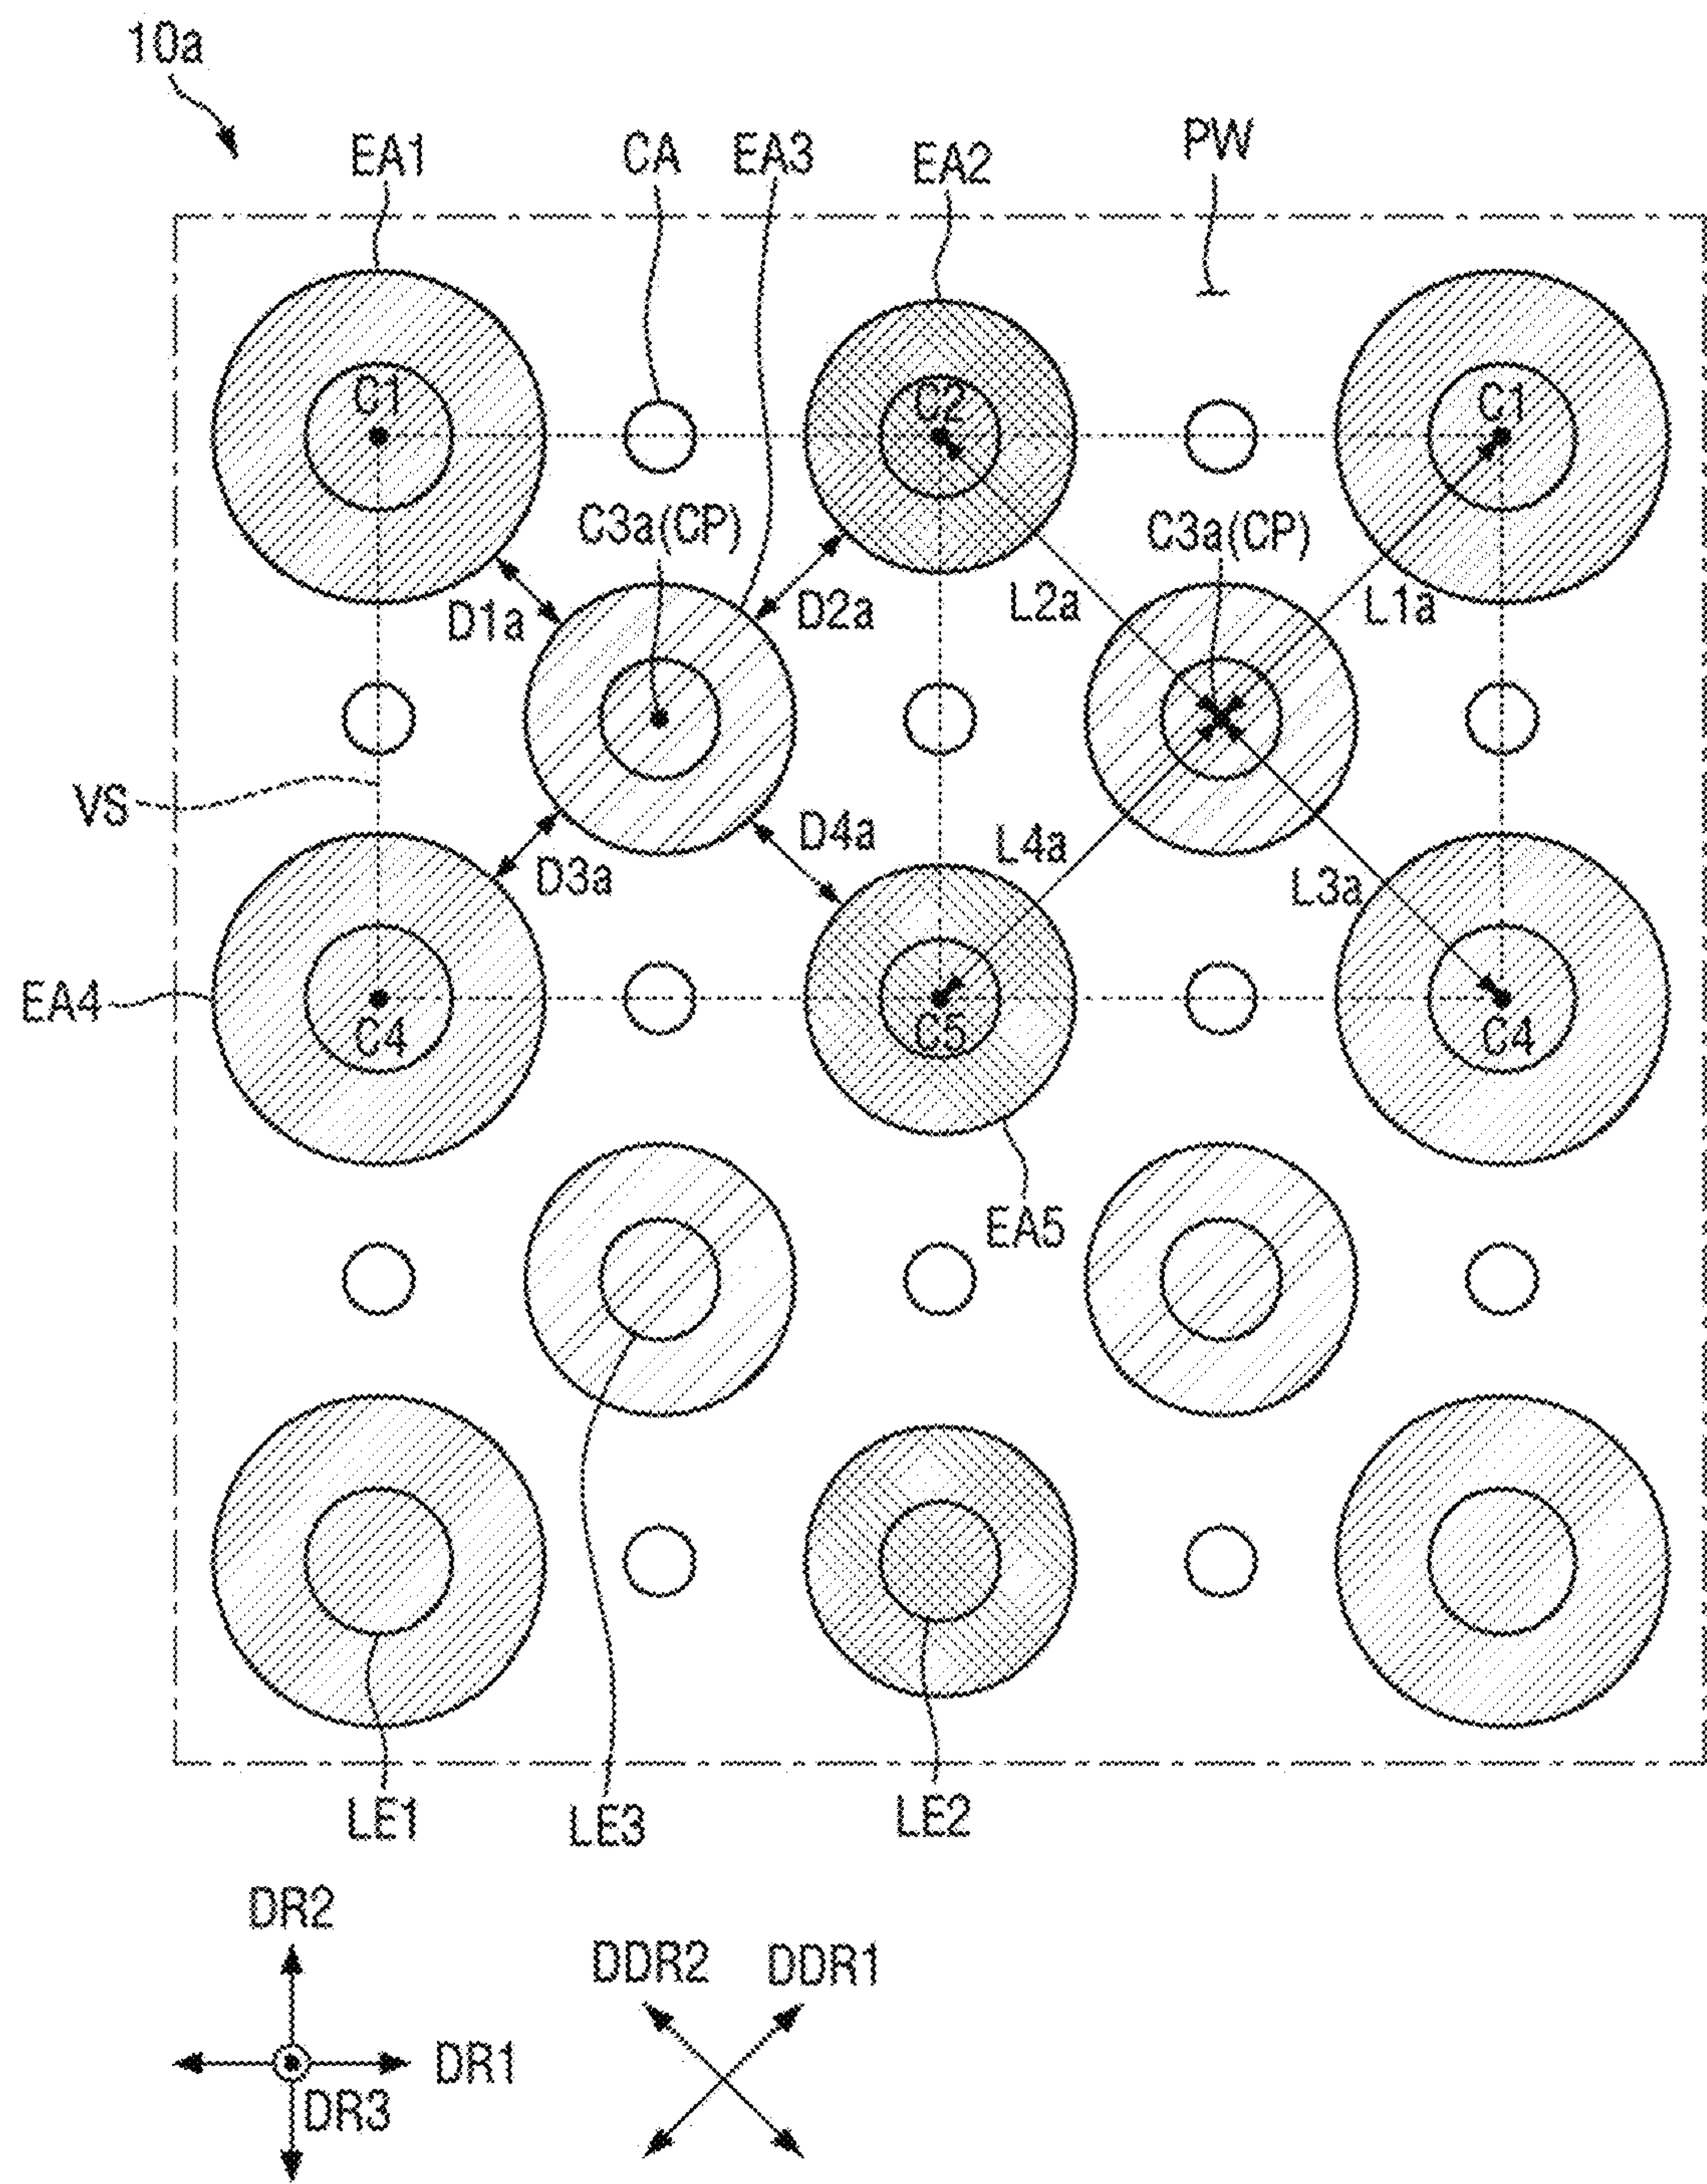 10a
EA1
CA
EA3
EA2
PW
C1
C2
C1
C3a(CP)
C3a(CP)
D1a
D2a
L2a
L1a
VS
D3a
D4a
L4a
L3a
EA4
C4
C5
C4
EA5
LE1
LE3
LE2
DR2
DDR2
DDR1
DR1
DR3